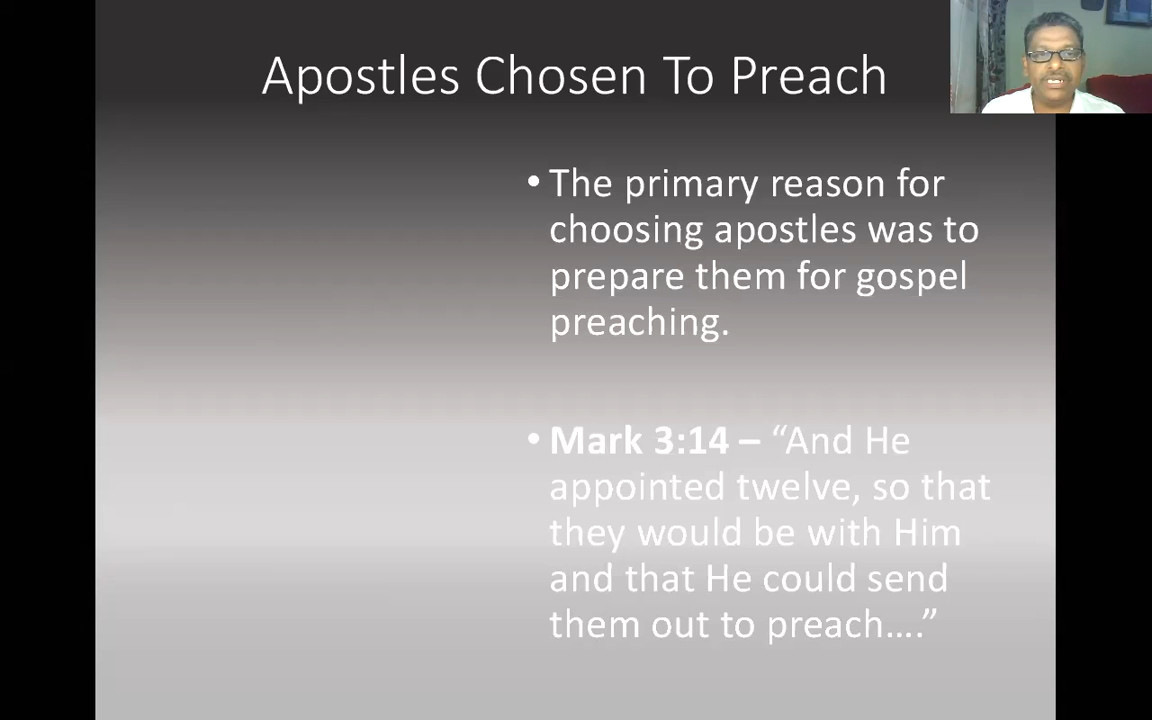 Apostles Chosen To Preach
• The primary reason for
choosing apostles was to
prepare them for gospel
preaching.
• Mark 3:14 – “And He
appointed twelve, so that
they would be with Him
and that He could send
them out to preach….”